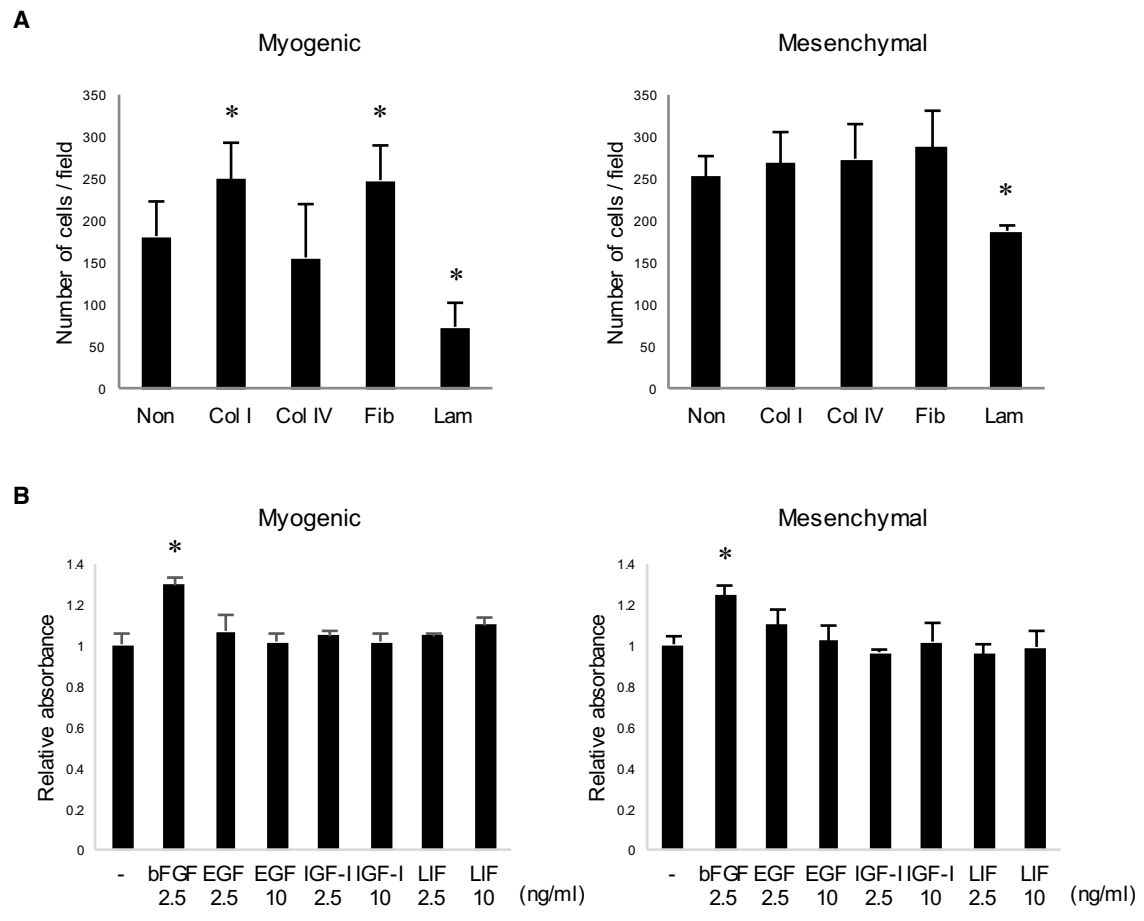 A
Myogenic
Mesenchymal
Number of cells / field
350
300
250
200
150
100
50
0
*
*
*
Non Col I Col IV Fib Lam
Number of cells / field
350
300
250
200
150
100
50
0
*
Non Col I Col IV Fib Lam
B
Myogenic
Mesenchymal
Relative absorbance
1.4
1.2
1
0.8
0.6
0.4
0.2
0
*
- bFGF EGF EGF IGF-I IGF-I LIF LIF
2.5 2.5 10 2.5 10 2.5 10 (ng/ml)
Relative absorbance
1.4
1.2
1
0.8
0.6
0.4
0.2
0
*
- bFGF EGF EGF IGF-I IGF-I LIF LIF
2.5 2.5 10 2.5 10 2.5 10 (ng/ml)